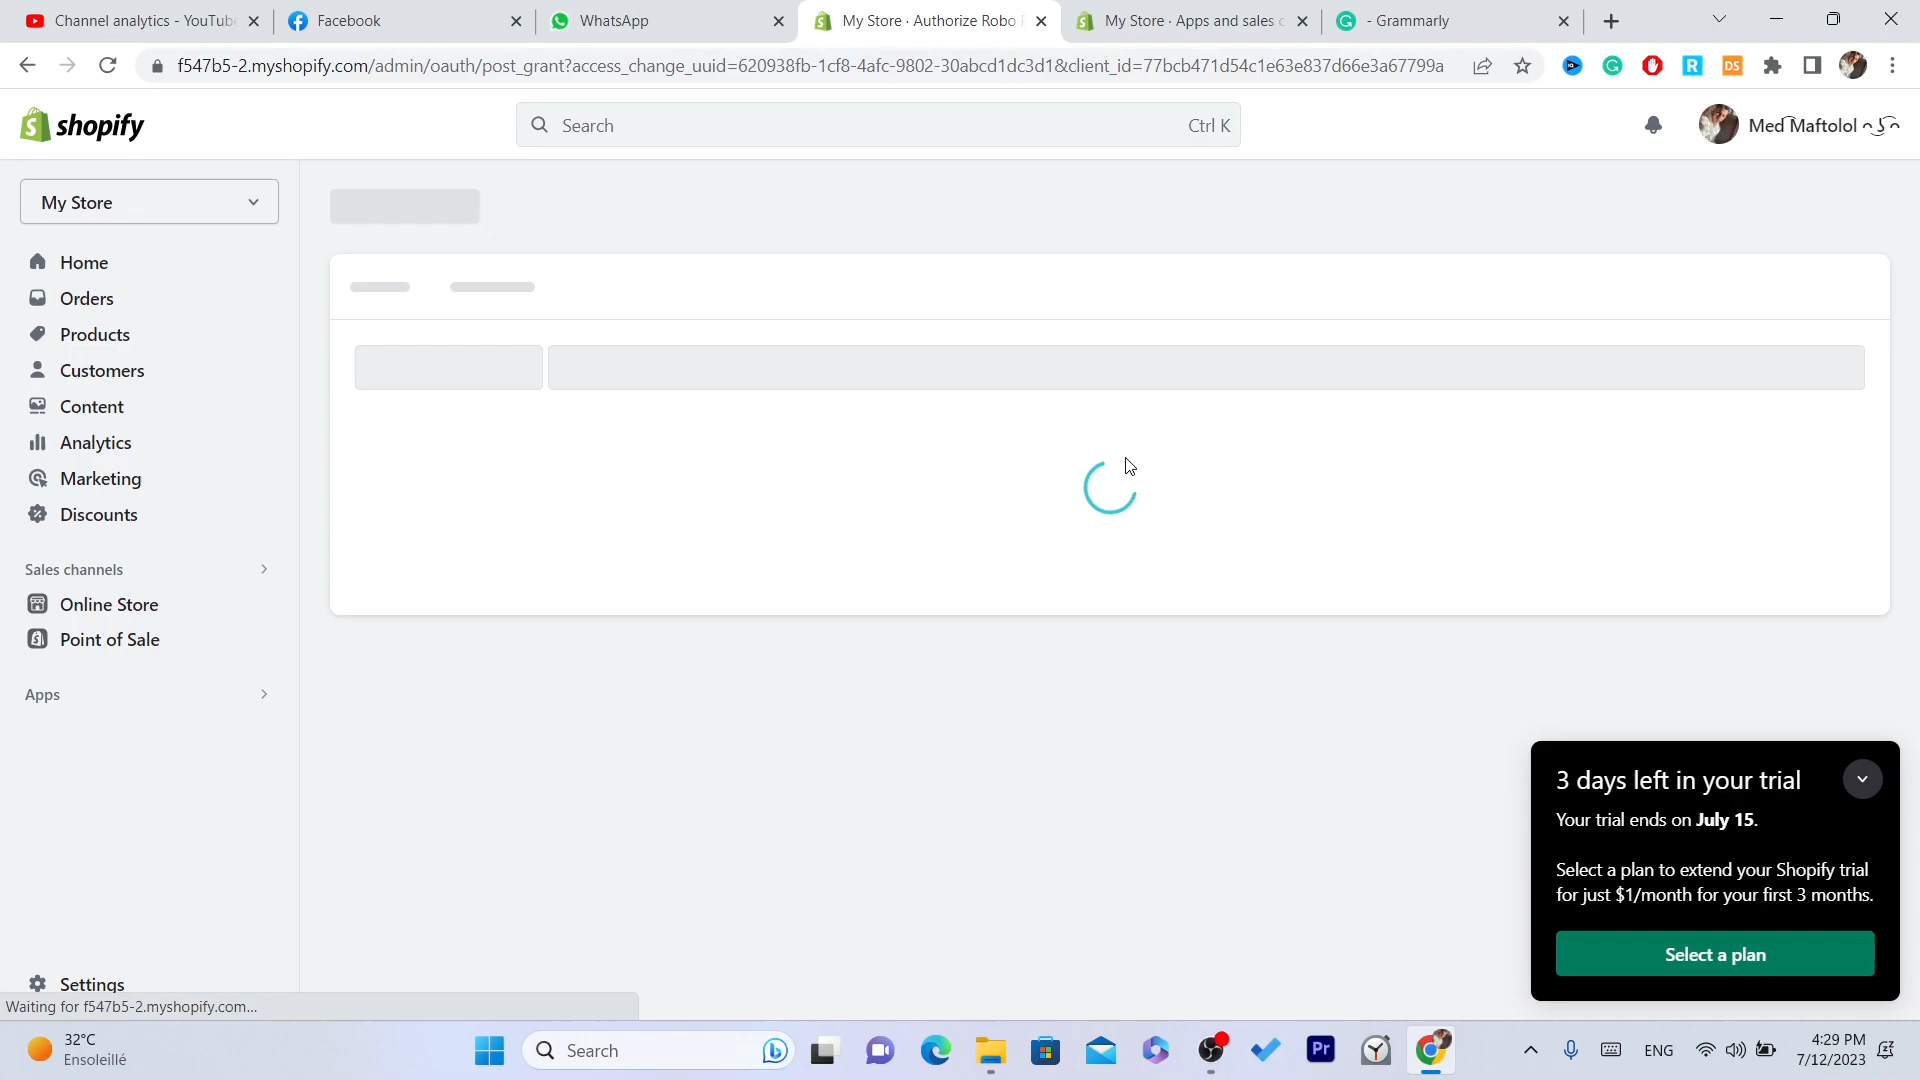 Channel analytics - YouTub
Facebook
WhatsApp
My Store · Authorize Robo
My Store · Apps and sales c
- Grammarly
f547b5-2.myshopify.com/admin/oauth/post_grant?access_change_uuid=620938fb-1cf8-4afc-9802-30abcd1dc3d1&client_id=77bcb471d54c1e63e837d66e3a67799a
shopify
Search
Ctrl K
Med Maftolol
My Store
Home
Orders
Products
Customers
Content
Analytics
Marketing
Discounts
Sales channels
Online Store
Point of Sale
Apps
3 days left in your trial
Your trial ends on July 15.
Select a plan to extend your Shopify trial
for just $1/month for your first 3 months.
Select a plan
Settings
Waiting for f547b5-2.myshopify.com...
32°C
Ensoleillé
Search
Pr
ENG
4:29 PM
7/12/2023